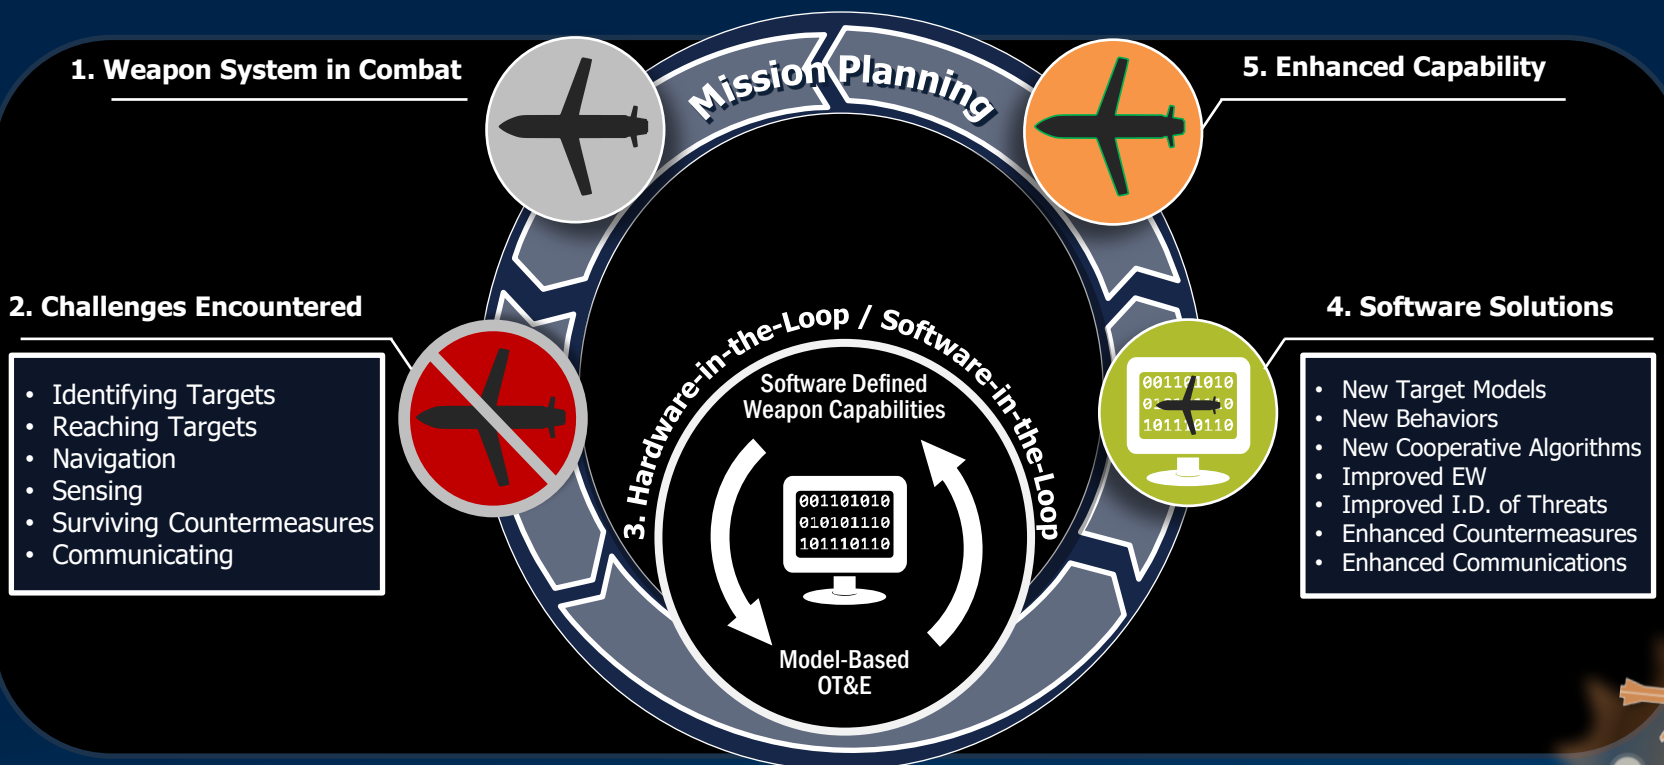 Mission Planning
1. Weapon System in Combat
5. Enhanced Capability
2. Challenges Encountered
• Identifying Targets
• Reaching Targets
• Navigation
• Sensing
• Surviving Countermeasures
• Communicating
3. Hardware-in-the-Loop / Software-in-the-Loop
Software Defined
Weapon Capabilities
001101010
010101110
101110110
Model-Based
OT&E
4. Software Solutions
001101010
101110110
• New Target Models
• New Behaviors
• New Cooperative Algorithms
• Improved EW
• Improved I.D. of Threats
• Enhanced Countermeasures
• Enhanced Communications